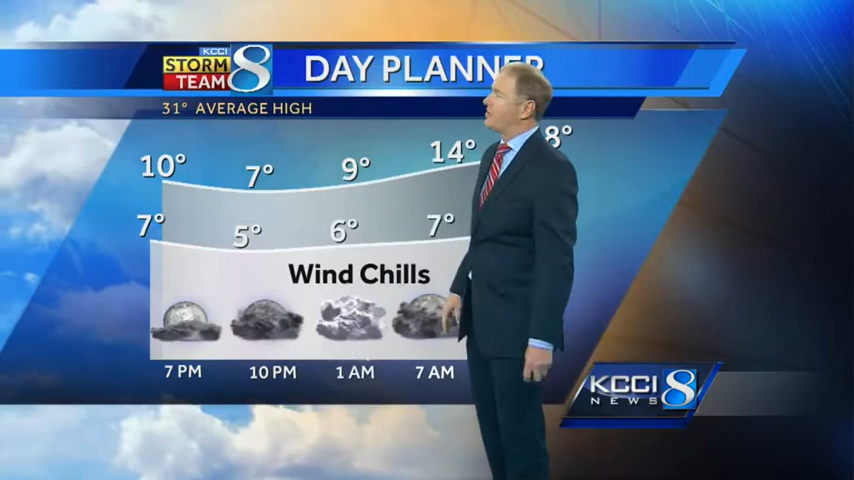 KCCI
STORM
TEAM
8
DAY PLANNER
31° AVERAGE HIGH
10° 7° 9° 14° 8°
7° 5° 6° 7°
Wind Chills
7 PM 10 PM 1 AM 7 AM
KCCI 8
NEWS